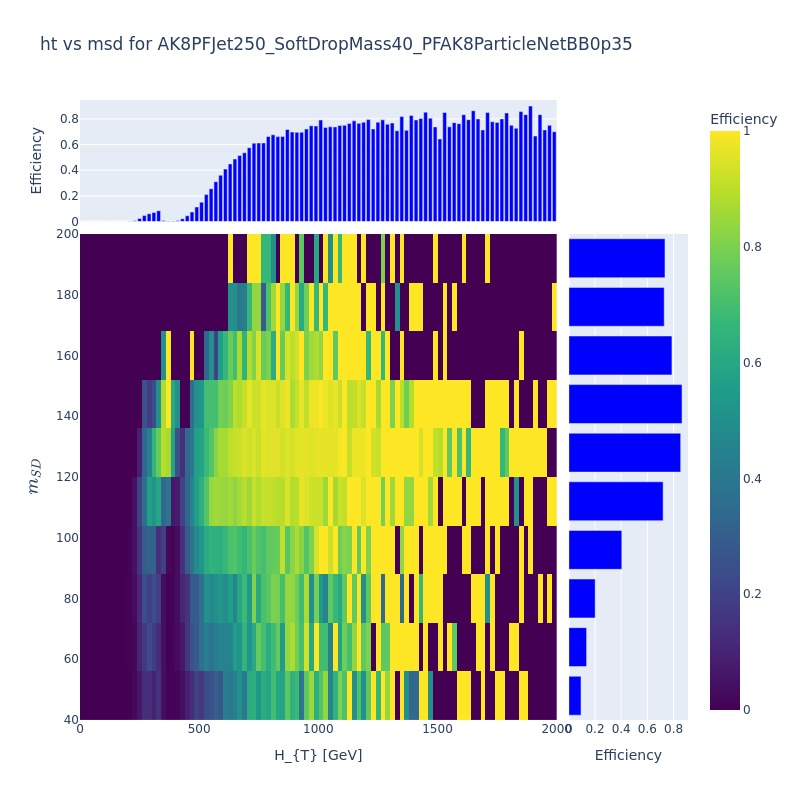 ht vs msd for AK8PFJet250_SoftDropMass40_PFAK8ParticleNetBB0p35
Efficiency
0.8
0.6
0.4
0.2
0
Efficiency
1
0.8
0.6
0.4
0.2
0
m_{SD}
200
180
160
140
120
100
80
60
40
0 500 1000 1500 2000
H_{T} [GeV]
0 0.2 0.4 0.6 0.8
Efficiency